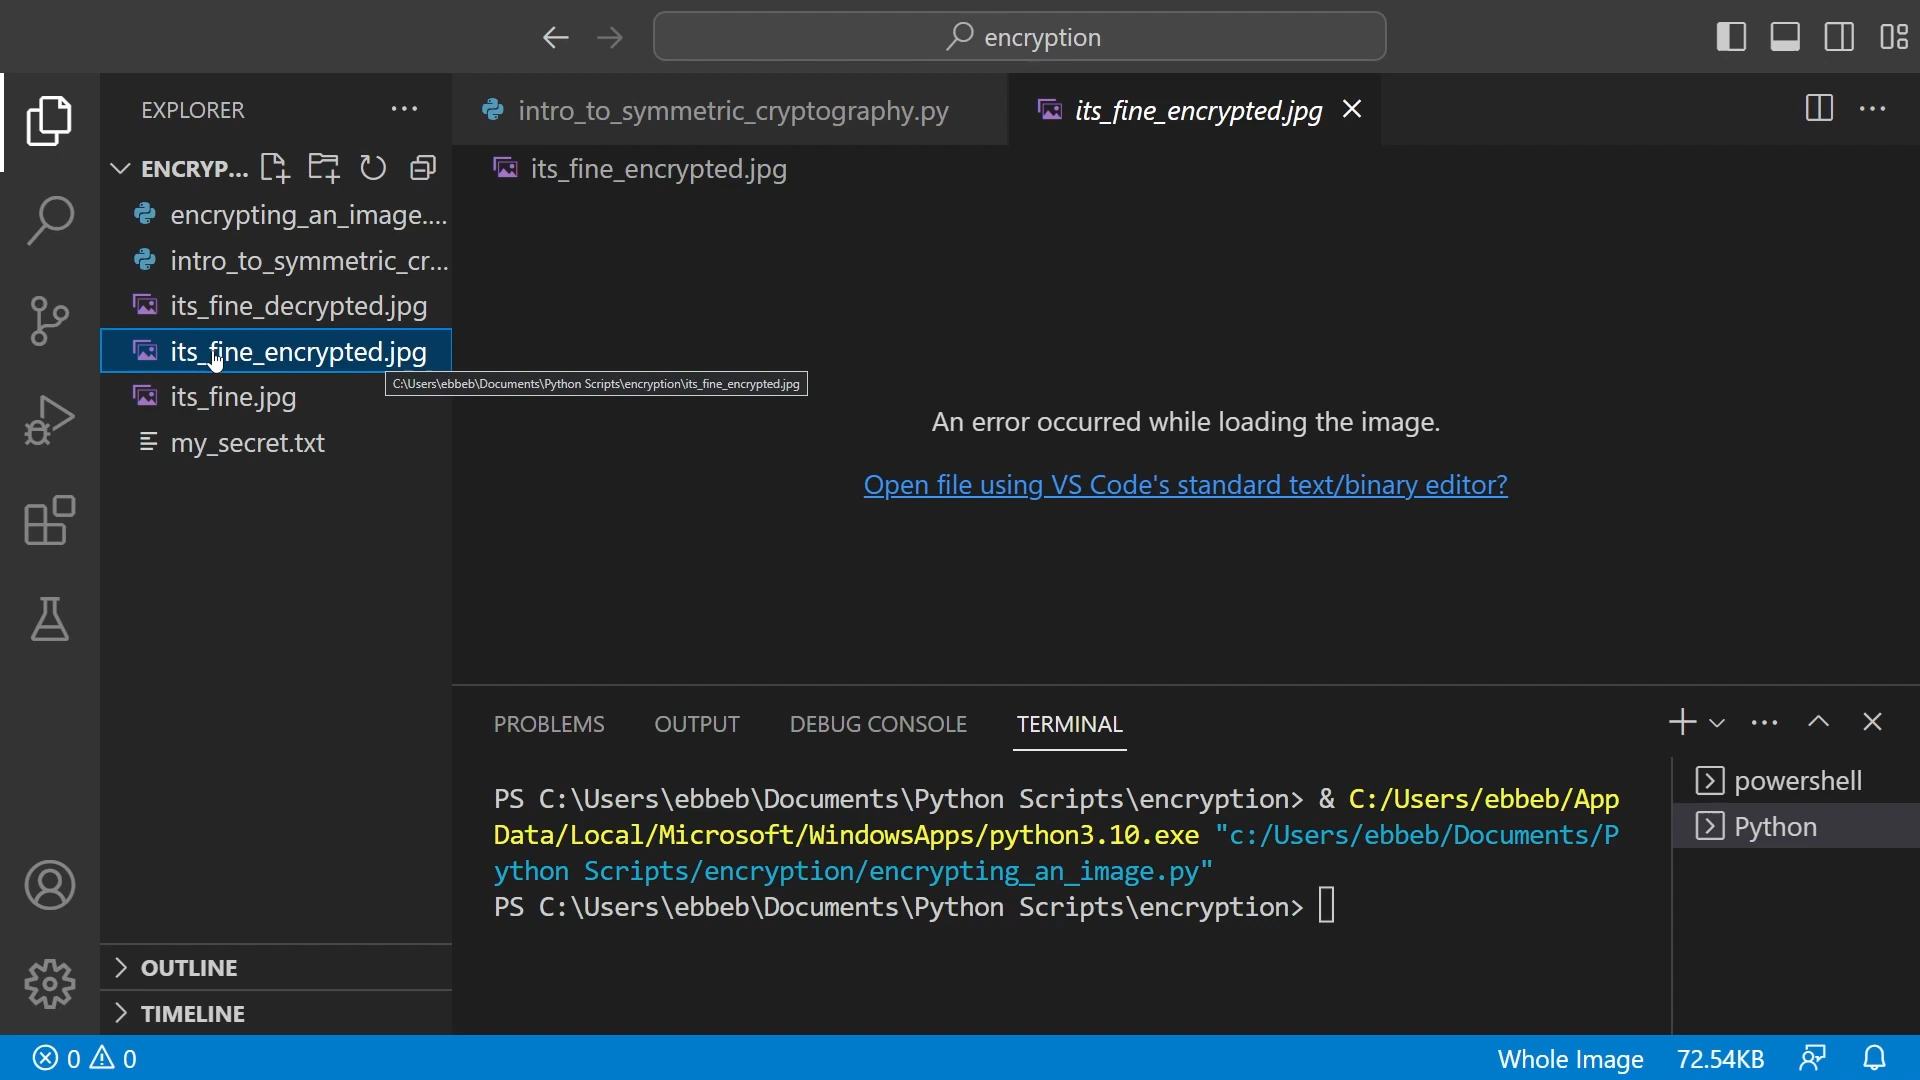 encryption
EXPLORER
intro_to_symmetric_cryptography.py
its_fine_encrypted.jpg
ENCRYP...
its_fine_encrypted.jpg
encrypting_an_image....
intro_to_symmetric_cr...
its_fine_decrypted.jpg
its_fine_encrypted.jpg
C:\Users\ebbeb\Documents\Python Scripts\encryption\its_fine_encrypted.jpg
its_fine.jpg
my_secret.txt
An error occurred while loading the image.
Open file using VS Code's standard text/binary editor?
PROBLEMS OUTPUT DEBUG CONSOLE TERMINAL
PS C:\Users\ebbeb\Documents\Python Scripts\encryption> & C:/Users/ebbeb/App
Data/Local/Microsoft/WindowsApps/python3.10.exe "c:/Users/ebbeb/Documents/P
ython Scripts/encryption/encrypting_an_image.py"
PS C:\Users\ebbeb\Documents\Python Scripts\encryption>
powershell
Python
OUTLINE
TIMELINE
0 0
Whole Image 72.54KB